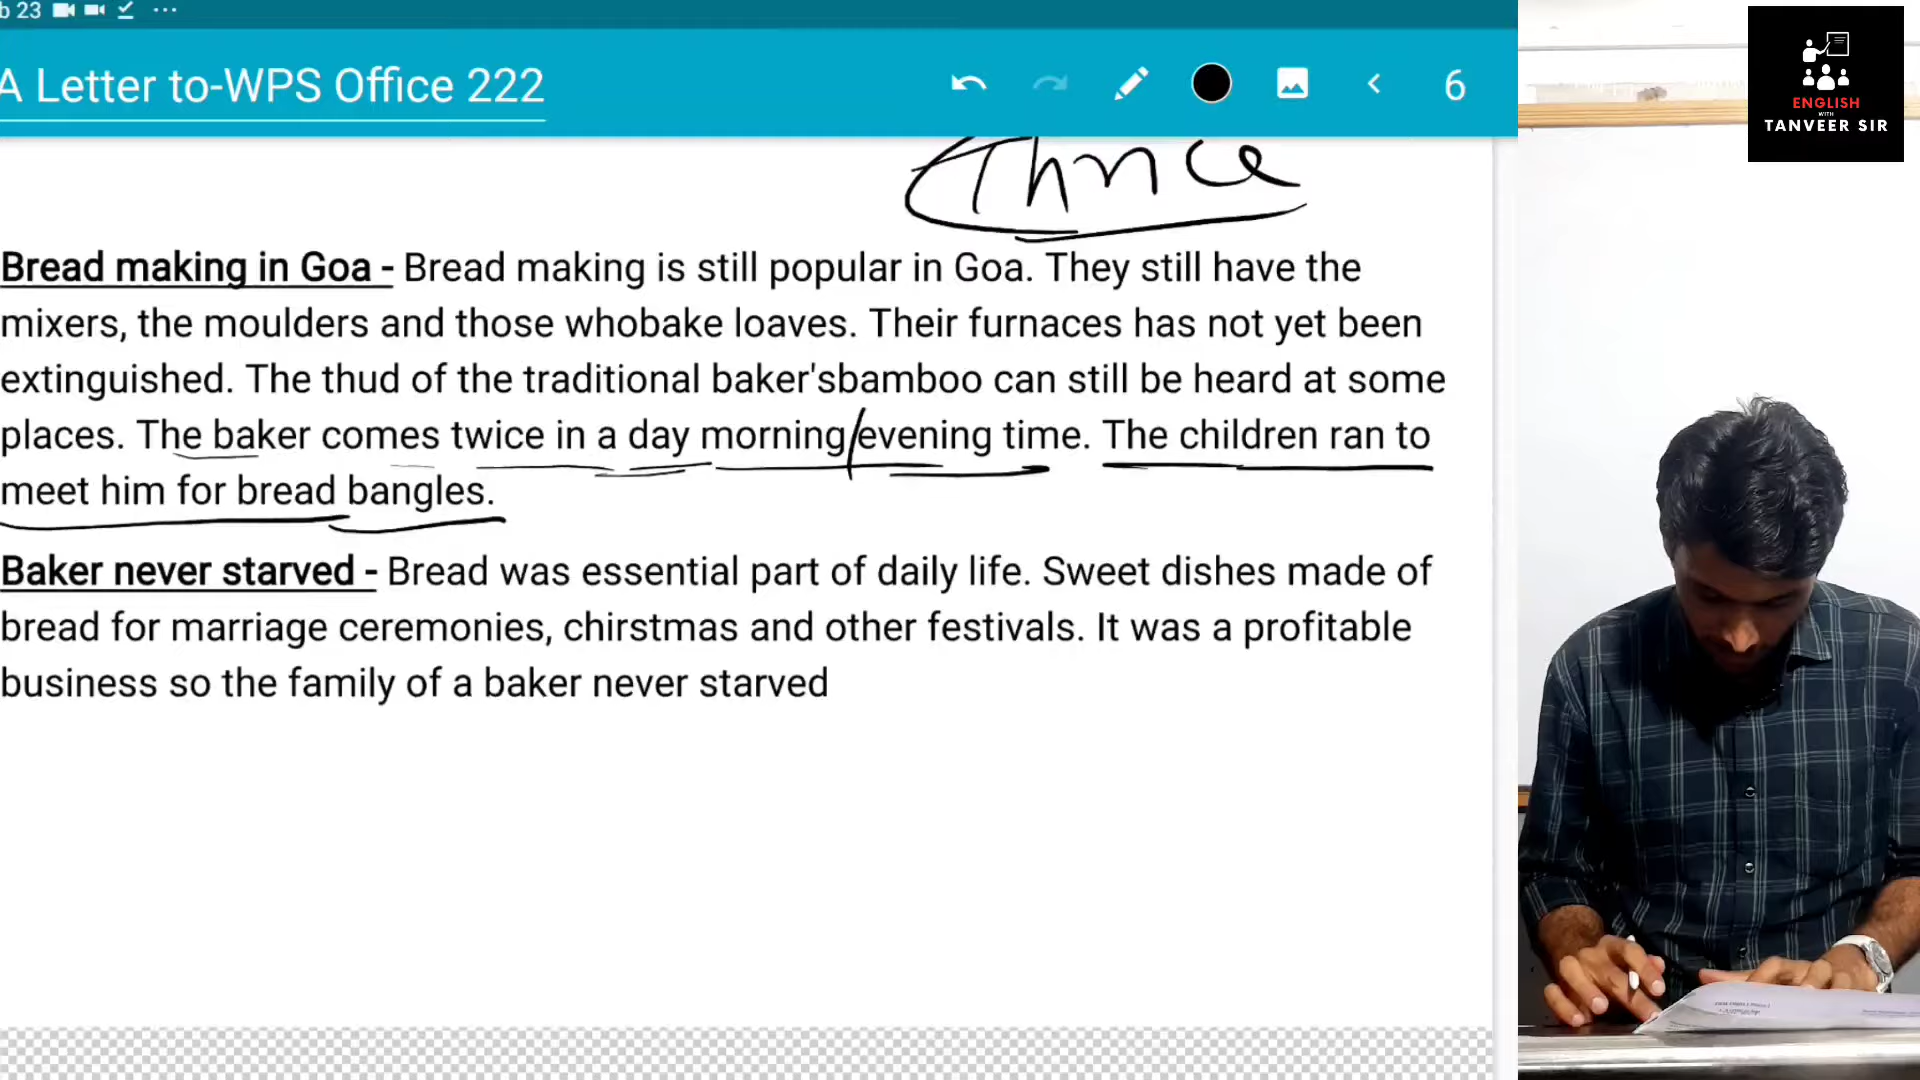 b 23
A Letter to-WPS Office 222
6
ENGLISH
WITH
TANVEER SIR
Thrice
Bread making in Goa - Bread making is still popular in Goa. They still have the
mixers, the moulders and those whobake loaves. Their furnaces has not yet been
extinguished. The thud of the traditional baker'sbamboo can still be heard at some
places. The baker comes twice in a day morning/evening time. The children ran to
meet him for bread bangles.
Baker never starved - Bread was essential part of daily life. Sweet dishes made of
bread for marriage ceremonies, chirstmas and other festivals. It was a profitable
business so the family of a baker never starved